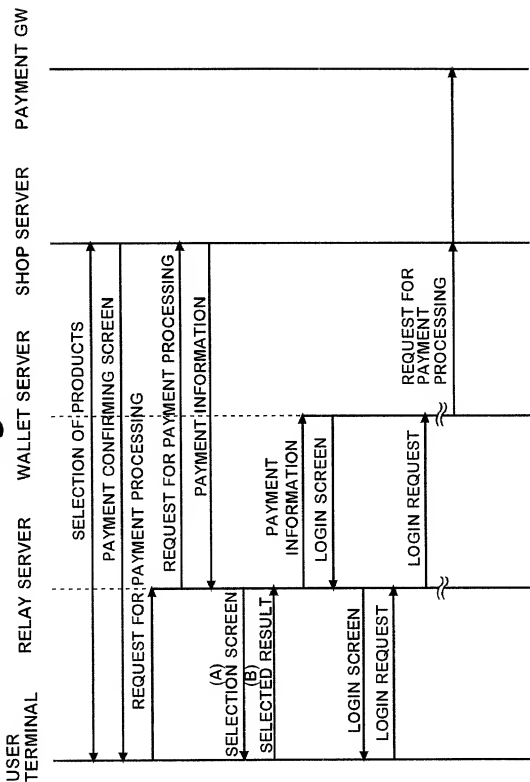 USER
TERMINAL
RELAY SERVER
WALLET SERVER
SHOP SERVER
PAYMENT GW
SELECTION OF PRODUCTS
PAYMENT CONFIRMING SCREEN
REQUEST FOR PAYMENT PROCESSING
REQUEST FOR PAYMENT PROCESSING
PAYMENT INFORMATION
(A)
SELECTION SCREEN
(B)
SELECTED RESULT
PAYMENT
INFORMATION
LOGIN SCREEN
LOGIN SCREEN
LOGIN REQUEST
LOGIN REQUEST
REQUEST FOR
PAYMENT
PROCESSING